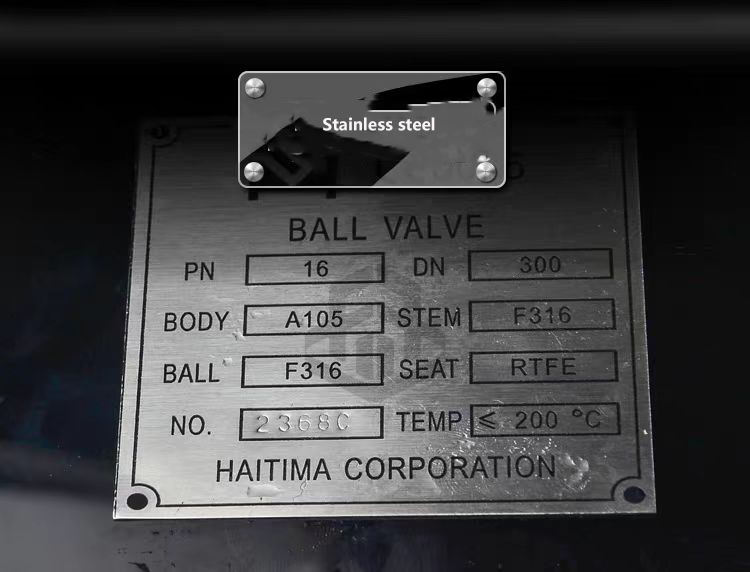 Stainless steel
BALL VALVE
PN 16 DN 300
BODY A105 STEM F316
BALL F316 SEAT RTFE
NO. 2368C TEMP ≤ 200 °C
HAITIMA CORPORATION